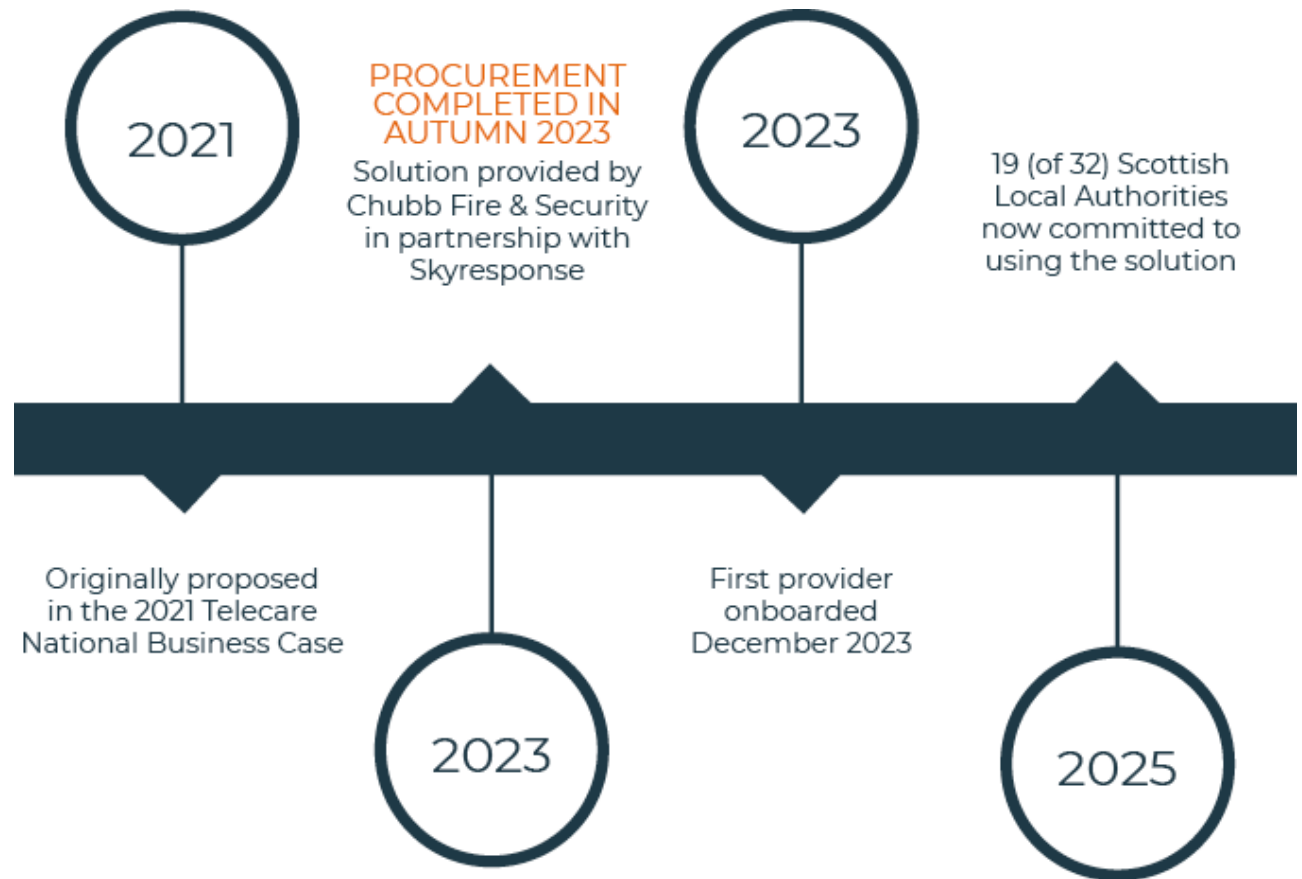 2021
Originally proposed
in the 2021 Telecare
National Business Case
PROCUREMENT
COMPLETED IN
AUTUMN 2023
Solution provided by
Chubb Fire & Security
in partnership with
Skyresponse
2023
2023
First provider
onboarded
December 2023
19 (of 32) Scottish
Local Authorities
now committed to
using the solution
2025